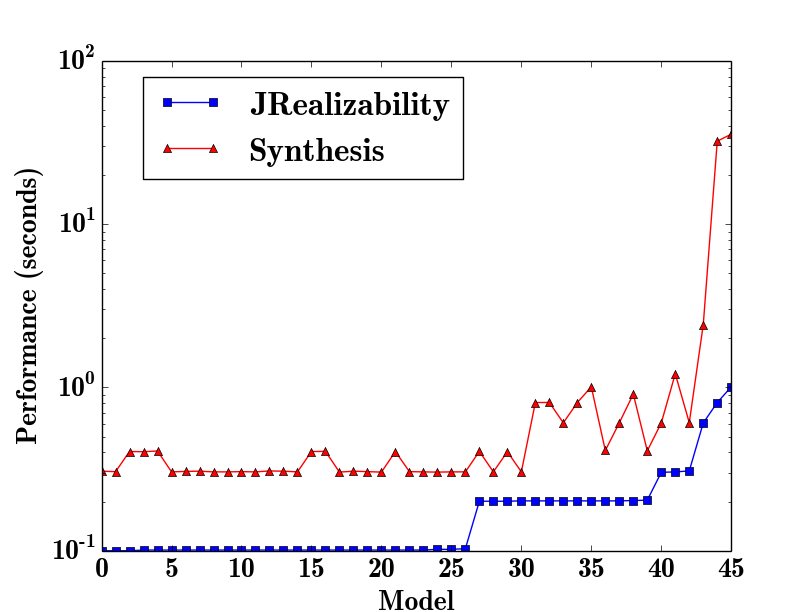 JRealizability
Synthesis
Performance (seconds)
10^2
10^1
10^0
10^-1
0 5 10 15 20 25 30 35 40 45
Model